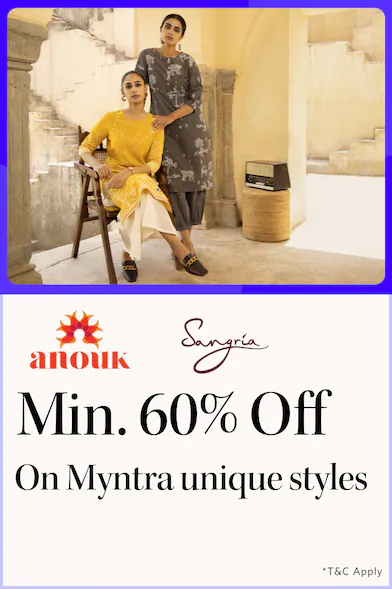 anouk
Sangria
Min. 60% Off
On Myntra unique styles
*T&C Apply